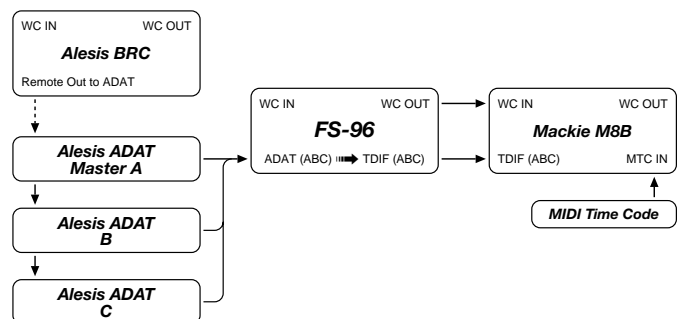 WC IN WC OUT
Alesis BRC
Remote Out to ADAT
Alesis ADAT
Master A
Alesis ADAT
B
Alesis ADAT
C
WC IN WC OUT
FS-96
ADAT (ABC) TDIF (ABC)
WC IN WC OUT
Mackie M8B
TDIF (ABC) MTC IN
MIDI Time Code